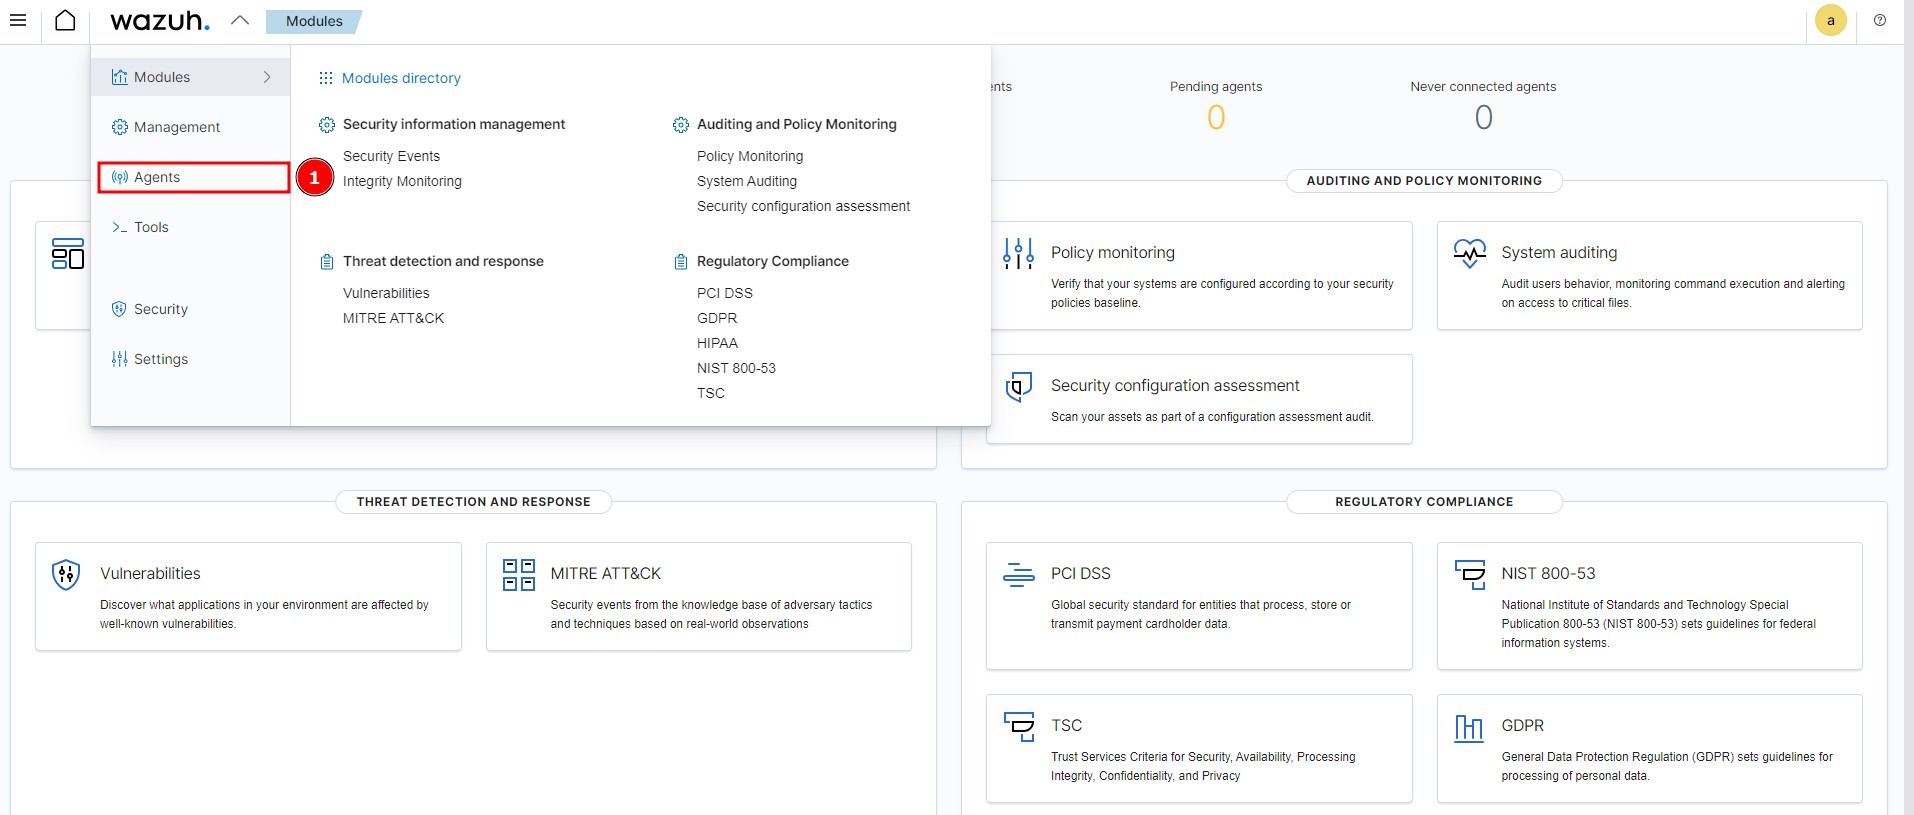 wazuh.
Modules
a
Modules
Management
Agents
1
Tools
Security
Settings
Modules directory
Security information management
Security Events
Integrity Monitoring
Auditing and Policy Monitoring
Policy Monitoring
System Auditing
Security configuration assessment
Threat detection and response
Vulnerabilities
MITRE ATT&CK
Regulatory Compliance
PCI DSS
GDPR
HIPAA
NIST 800-53
TSC
Pending agents
0
Never connected agents
0
AUDITING AND POLICY MONITORING
Policy monitoring
Verify that your systems are configured according to your security
policies baseline.
System auditing
Audit users behavior, monitoring command execution and alerting
on access to critical files.
Security configuration assessment
Scan your assets as part of a configuration assessment audit.
THREAT DETECTION AND RESPONSE
Vulnerabilities
Discover what applications in your environment are affected by
well-known vulnerabilities.
MITRE ATT&CK
Security events from the knowledge base of adversary tactics
and techniques based on real-world observations
REGULATORY COMPLIANCE
PCI DSS
Global security standard for entities that process, store or
transmit payment cardholder data.
NIST 800-53
National Institute of Standards and Technology Special
Publication 800-53 (NIST 800-53) sets guidelines for federal
information systems.
TSC
Trust Services Criteria for Security, Availability, Processing
Integrity, Confidentiality, and Privacy
GDPR
General Data Protection Regulation (GDPR) sets guidelines for
processing of personal data.